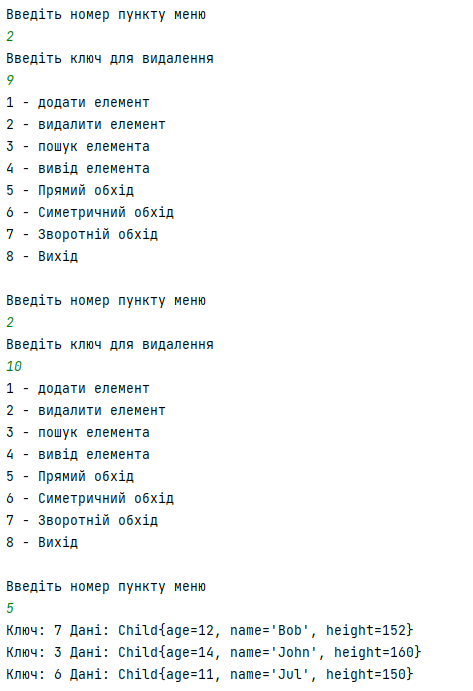 Введіть номер пункту меню
2
Введіть ключ для видалення
9
1 - додати елемент
2 - видалити елемент
3 - пошук елемента
4 - вивід елемента
5 - Прямий обхід
6 - Симетричний обхід
7 - Зворотній обхід
8 - Вихід
Введіть номер пункту меню
2
Введіть ключ для видалення
10
1 - додати елемент
2 - видалити елемент
3 - пошук елемента
4 - вивід елемента
5 - Прямий обхід
6 - Симетричний обхід
7 - Зворотній обхід
8 - Вихід
Введіть номер пункту меню
5
Ключ: 7 Дані: Child{age=12, name='Bob', height=152}
Ключ: 3 Дані: Child{age=14, name='John', height=160}
Ключ: 6 Дані: Child{age=11, name='Jul', height=150}